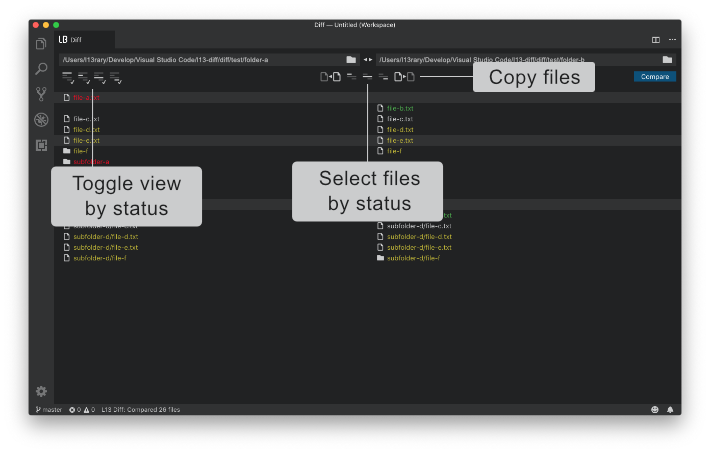 Diff — Untitled (Workspace)
Diff
/Users/l13rary/Develop/Visual Studio Code/l13-diff/diff/test/folder-a
/Users/l13rary/Develop/Visual Studio Code/l13-diff/diff/test/folder-b
Copy files
Compare
file-a.txt
file-b.txt
file-c.txt
file-c.txt
file-d.txt
file-d.txt
file-e.txt
file-e.txt
file-f
file-f
subfolder-a
Toggle view
by status
Select files
by status
subfolder-d/file-c.txt
subfolder-d/file-c.txt
subfolder-d/file-d.txt
subfolder-d/file-d.txt
subfolder-d/file-e.txt
subfolder-d/file-e.txt
subfolder-d/file-f
subfolder-d/file-f
master
0
0
L13 Diff: Compared 26 files